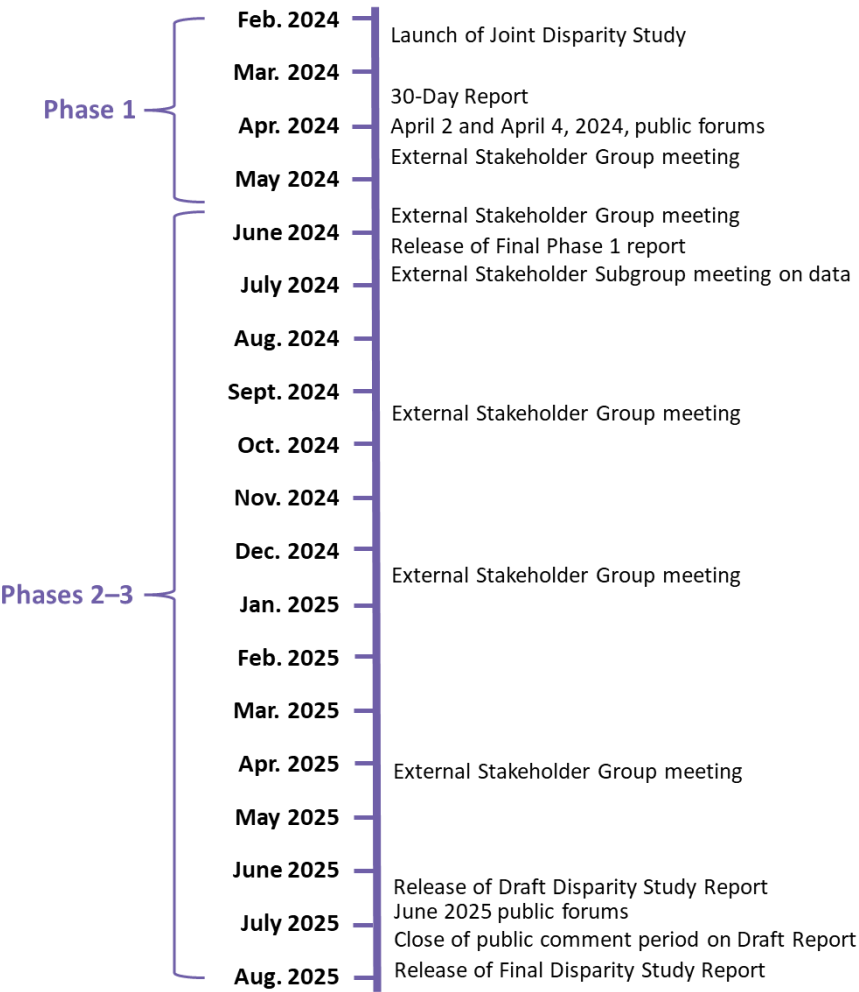 Feb. 2024
Launch of Joint Disparity Study
Mar. 2024
30-Day Report
Phase 1
Apr. 2024
April 2 and April 4, 2024, public forums
External Stakeholder Group meeting
May 2024
External Stakeholder Group meeting
June 2024
Release of Final Phase 1 report
External Stakeholder Subgroup meeting on data
July 2024
Aug. 2024
Sept. 2024
External Stakeholder Group meeting
Oct. 2024
Nov. 2024
Dec. 2024
External Stakeholder Group meeting
Phases 2–3
Jan. 2025
Feb. 2025
Mar. 2025
Apr. 2025
External Stakeholder Group meeting
May 2025
June 2025
Release of Draft Disparity Study Report
June 2025 public forums
July 2025
Close of public comment period on Draft Report
Release of Final Disparity Study Report
Aug. 2025